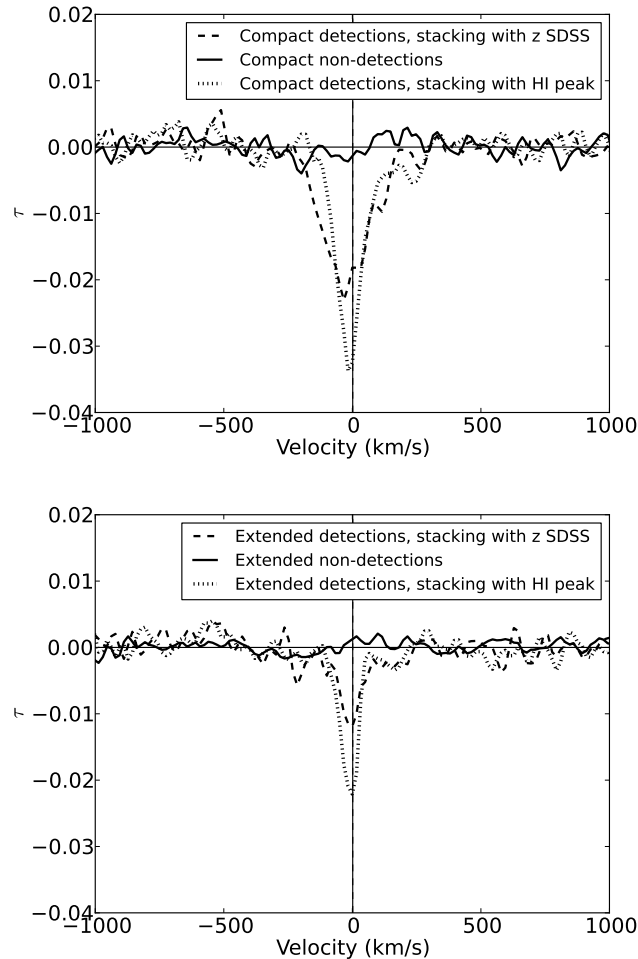 0.02
Compact detections, stacking with z SDSS
Compact non-detections
Compact detections, stacking with HI peak
0.01
0.00
−0.01
−0.02
−0.03
−0.04
τ
−1000 −500 0 500 1000
Velocity (km/s)
0.02
Extended detections, stacking with z SDSS
Extended non-detections
Extended detections, stacking with HI peak
0.01
0.00
−0.01
−0.02
−0.03
−0.04
τ
−1000 −500 0 500 1000
Velocity (km/s)